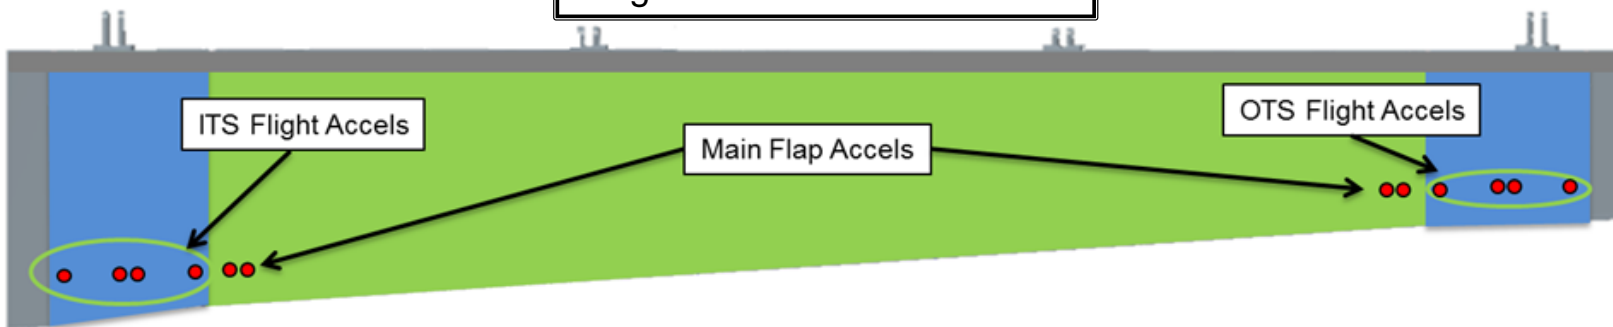 ITS Flight Accels
Main Flap Accels
OTS Flight Accels